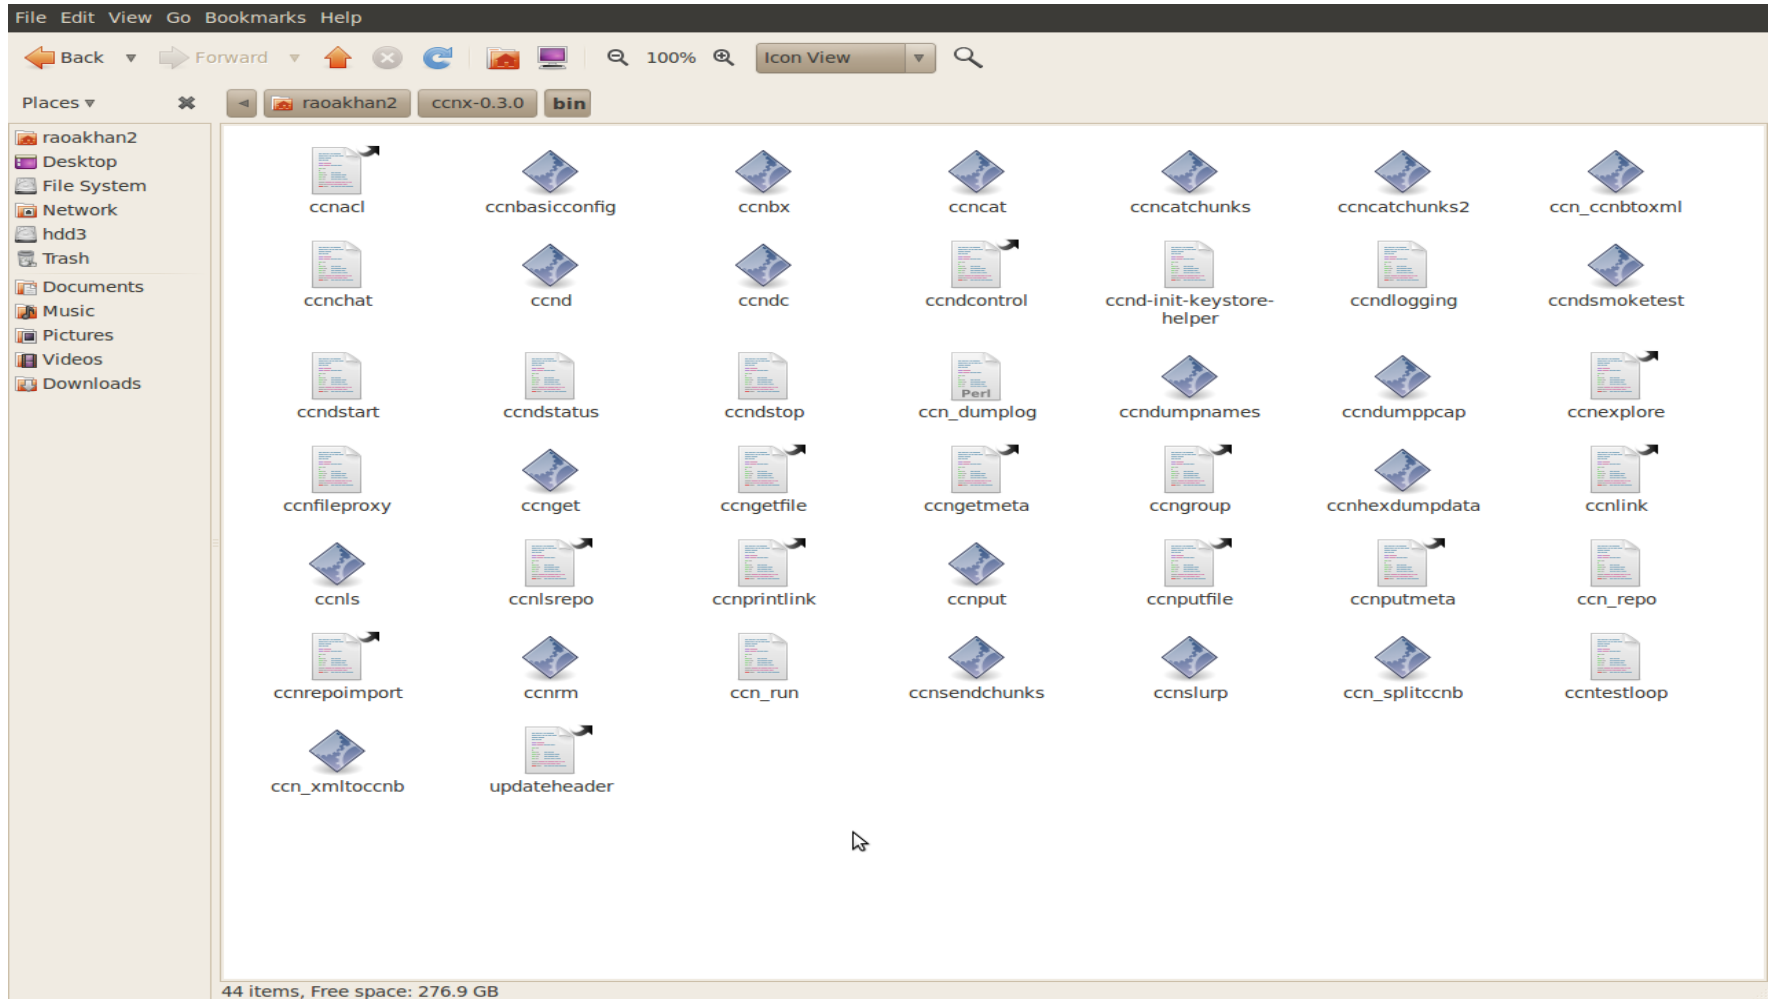 File Edit View Go Bookmarks Help
Back Forward 100% Icon View
Places raoakhan2 ccnx-0.3.0 bin
raoakhan2
Desktop
File System
Network
hdd3
Trash
Documents
Music
Pictures
Videos
Downloads
ccnacl ccnbasicconfig ccnbx ccncat ccncatchunks ccncatchunks2 ccn_ccnbtoxml
ccnchat ccnd ccndc ccndcontrol ccnd-init-keystore- ccndlogging ccndsmoketest
helper
ccndstart ccndstatus ccndstop ccn_dumplog ccndumpnames ccndumppcap ccnexplore
Perl
ccnfileproxy ccnget ccngetfile ccngetmeta ccngroup ccnhexdumpdata ccnlink
ccnls ccnlsrepo ccnprintlink ccnput ccnputfile ccnputmeta ccn_repo
ccnrepoimport ccnrm ccn_run ccnsendchunks ccnslurp ccn_splitccnb ccntestloop
ccn_xmltoccnb updateheader
44 items, Free space: 276.9 GB